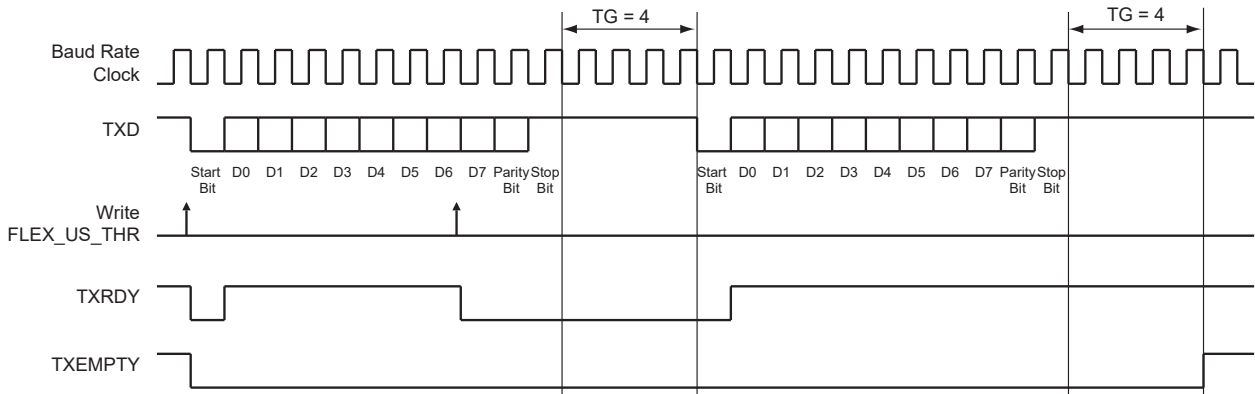 TG = 4 TG = 4
Baud Rate
Clock
TXD
Start D0 D1 D2 D3 D4 D5 D6 D7 Parity Stop Start D0 D1 D2 D3 D4 D5 D6 D7 Parity Stop
Bit Bit Bit Bit Bit Bit
Write
FLEX_US_THR
TXRDY
TXEMPTY